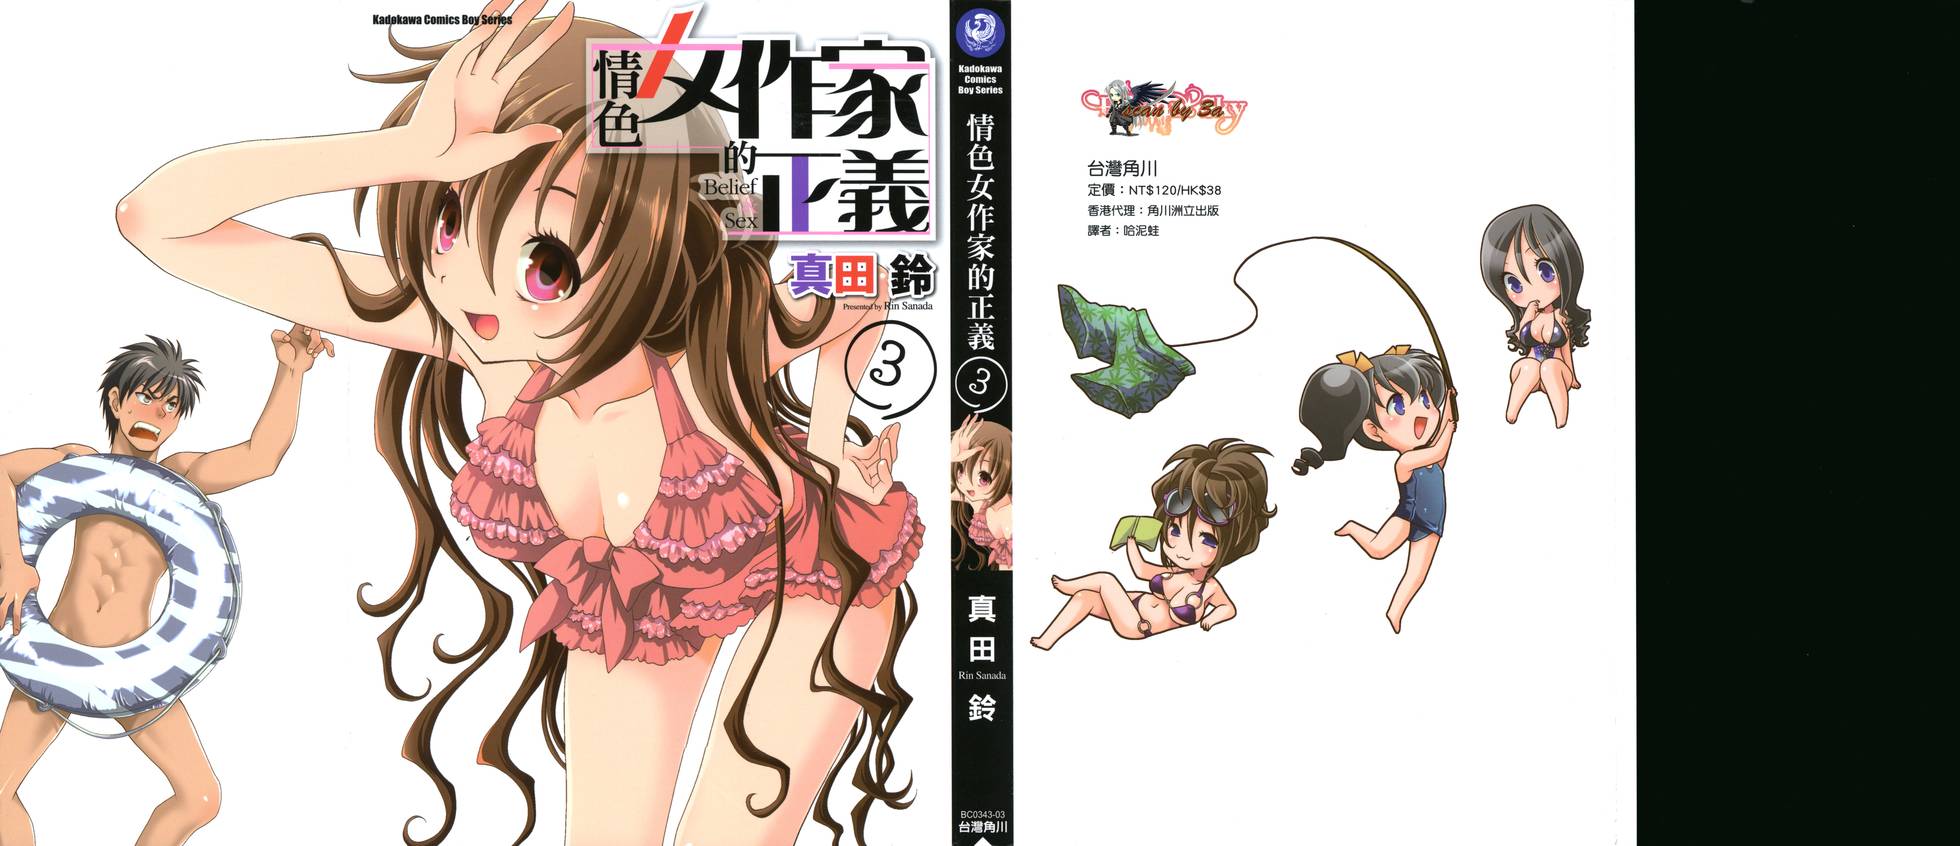 Kadokawa Comics Boy Series
情色女作家
的正義
Belief
Sex
真田 鈴
Presented by Rin Sanada
3
Kadokawa
Comics
Boy Series
情色女作家的正義
3
真田
Rin Sanada
鈴
BC0343-03
台灣角川
scan by 3a
台灣角川
定價：NT$120/HK$38
香港代理：角川洲立出版
譯者：哈泥蛙